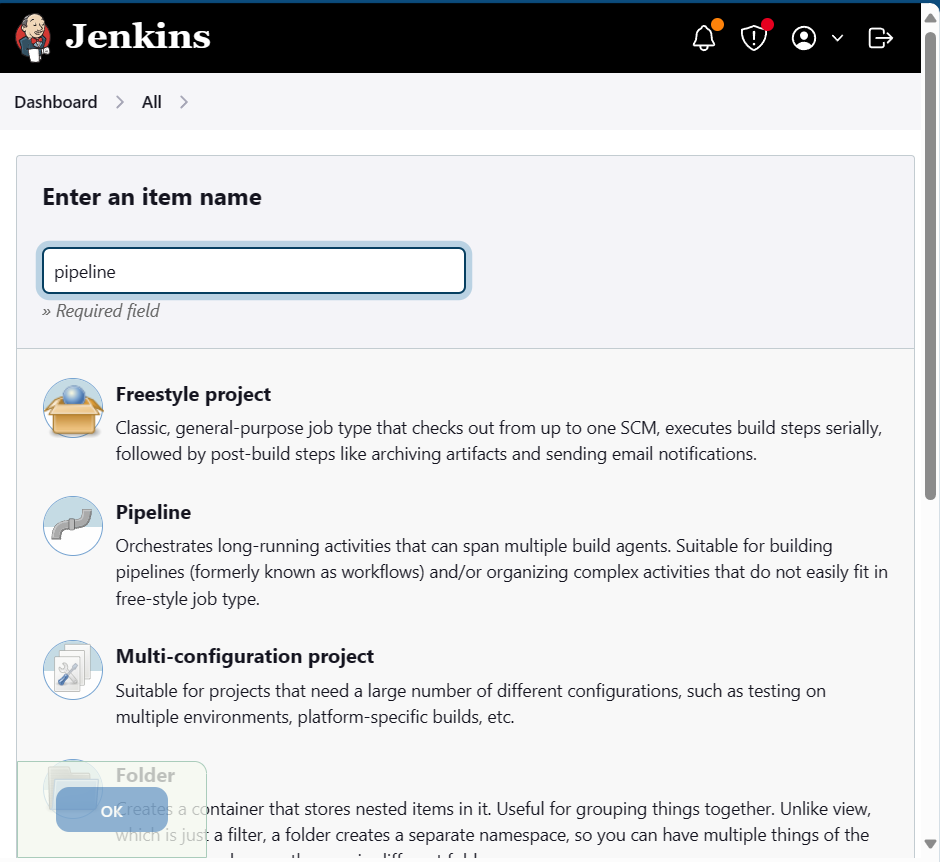 Jenkins
Dashboard > All >
Enter an item name
pipeline
» Required field
Freestyle project
Classic, general-purpose job type that checks out from up to one SCM, executes build steps serially,
followed by post-build steps like archiving artifacts and sending email notifications.
Pipeline
Orchestrates long-running activities that can span multiple build agents. Suitable for building
pipelines (formerly known as workflows) and/or organizing complex activities that do not easily fit in
free-style job type.
Multi-configuration project
Suitable for projects that need a large number of different configurations, such as testing on
multiple environments, platform-specific builds, etc.
Folder
Creates a container that stores nested items in it. Useful for grouping things together. Unlike view,
OK
which is just a filter, a folder creates a separate namespace, so you can have multiple things of the